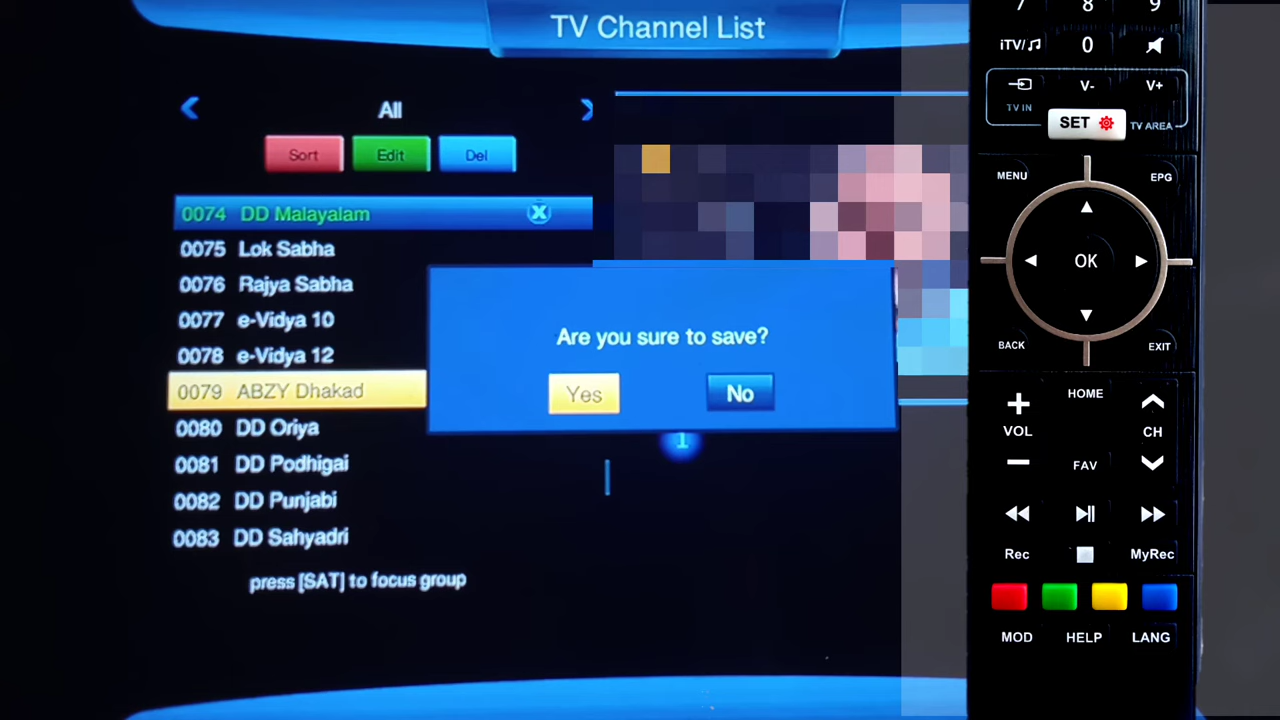 TV Channel List
All
Sort Edit Del
0074 DD Malayalam X
0075 Lok Sabha
0076 Rajya Sabha
0077 e-Vidya 10
0078 e-Vidya 12
0079 ABZY Dhakad
0080 DD Oriya
0081 DD Podhigai
0082 DD Punjabi
0083 DD Sahyadri
press [SAT] to focus group
Are you sure to save?
Yes No
1
7 8 9
iTV/ 0
V- V+
TV IN
SET
TV AREA
MENU EPG
OK
BACK EXIT
+ HOME
VOL CH
− FAV
Rec MyRec
MOD HELP LANG